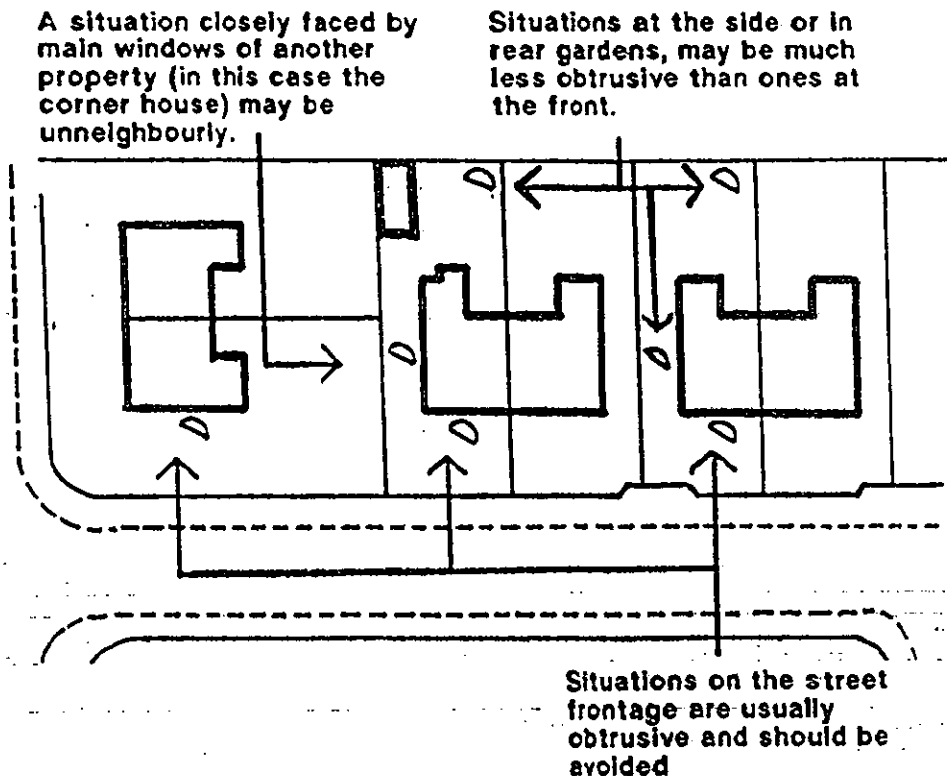 A situation closely faced by
main windows of another
property (in this case the
corner house) may be
unneighbourly.
Situations at the side or in
rear gardens, may be much
less obtrusive than ones at
the front.
Situations on the street
frontage are usually
obtrusive and should be
avoided